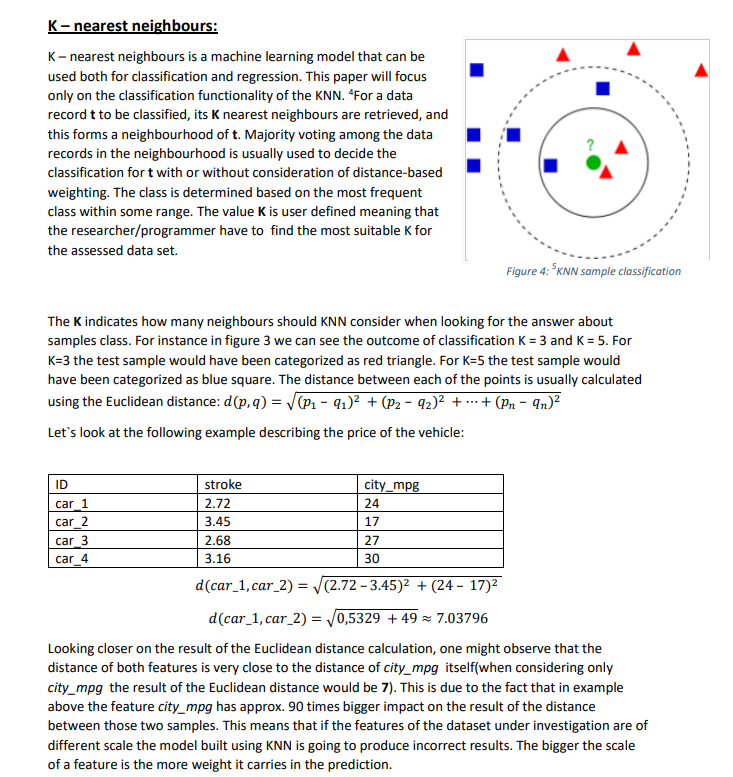 K – nearest neighbours:
K – nearest neighbours is a machine learning model that can be
used both for classification and regression. This paper will focus
only on the classification functionality of the KNN. ⁴For a data
record t to be classified, its K nearest neighbours are retrieved, and
this forms a neighbourhood of t. Majority voting among the data
records in the neighbourhood is usually used to decide the
classification for t with or without consideration of distance-based
weighting. The class is determined based on the most frequent
class within some range. The value K is user defined meaning that
the researcher/programmer have to find the most suitable K for
the assessed data set.
?
Figure 4: ⁵KNN sample classification
The K indicates how many neighbours should KNN consider when looking for the answer about
samples class. For instance in figure 3 we can see the outcome of classification K = 3 and K = 5. For
K=3 the test sample would have been categorized as red triangle. For K=5 the test sample would
have been categorized as blue square. The distance between each of the points is usually calculated
using the Euclidean distance: d(p, q) = √(p₁ − q₁)² + (p₂ − q₂)² + ⋯ + (pₙ − qₙ)²
Let`s look at the following example describing the price of the vehicle:
ID stroke city_mpg
car_1 2.72 24
car_2 3.45 17
car_3 2.68 27
car_4 3.16 30
d(car_1, car_2) = √(2.72 − 3.45)² + (24 − 17)²
d(car_1, car_2) = √0,5329 + 49 ≈ 7.03796
Looking closer on the result of the Euclidean distance calculation, one might observe that the
distance of both features is very close to the distance of city_mpg itself(when considering only
city_mpg the result of the Euclidean distance would be 7). This is due to the fact that in example
above the feature city_mpg has approx. 90 times bigger impact on the result of the distance
between those two samples. This means that if the features of the dataset under investigation are of
different scale the model built using KNN is going to produce incorrect results. The bigger the scale
of a feature is the more weight it carries in the prediction.